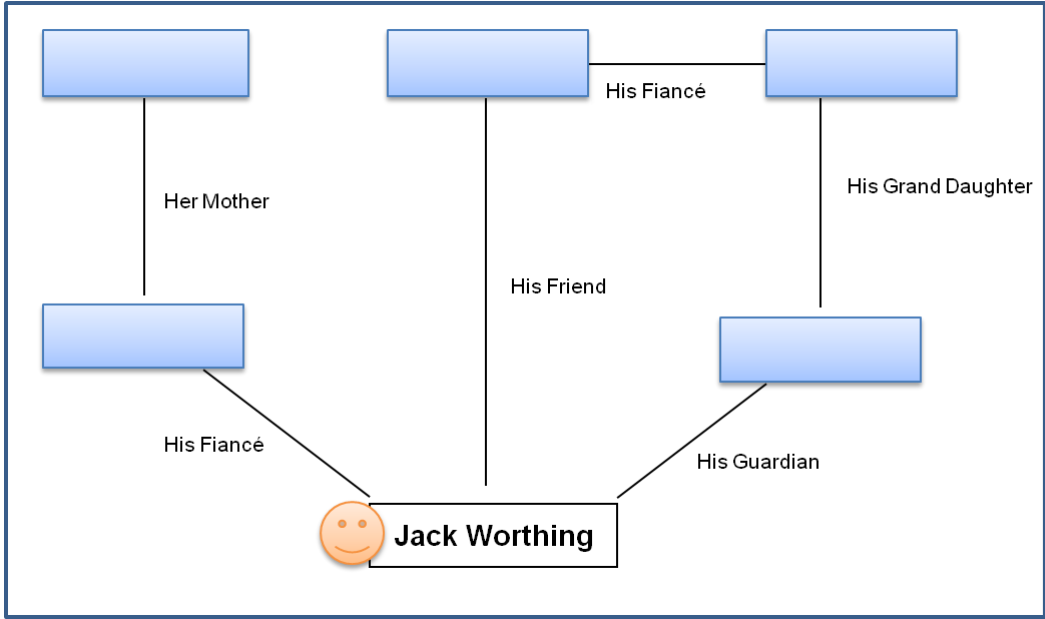 His Fiancé
Her Mother
His Grand Daughter
His Friend
His Fiancé
His Guardian
Jack Worthing